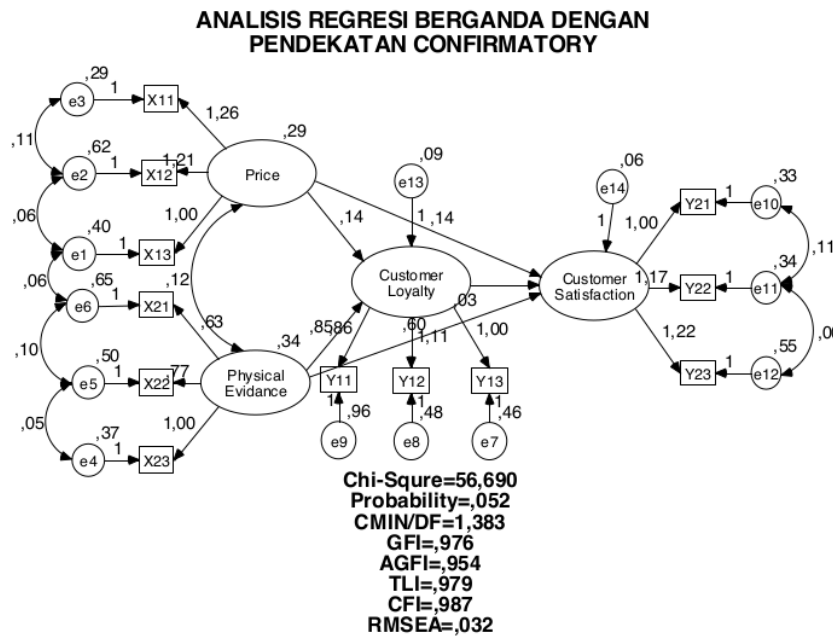 ANALISIS REGRESI BERGANDA DENGAN
PENDEKATAN CONFIRMATORY
,29
e3
1
X11
1,26
,29
,11
,62
e2
1
X12
1,21
Price
,09
e13
,06
e14
,06
,40
e1
1
X13
1,00
,14
1
,14
1
1,00
Y21
1
,33
e10
,11
,06
,65
e6
1
X21
,12
Customer
Loyalty
,03
Customer
Satisfaction
1,17
Y22
1
,34
e11
,63
,34
,85
,86
,60
1,11
1,00
1,22
,10
,50
e5
1
X22
,77
Physical
Evidence
Y11
Y12
Y13
Y23
1
,55
e12
,05
,37
e4
1
X23
1,00
1
,96
e9
1
,48
e8
1
,46
e7
Chi-Squre=56,690
Probability=,052
CMIN/DF=1,383
GFI=,976
AGFI=,954
TLI=,979
CFI=,987
RMSEA=,032